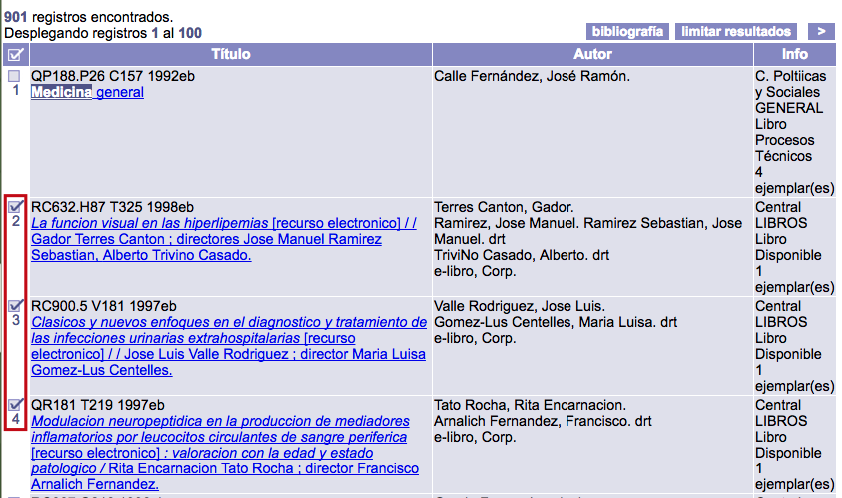 901 registros encontrados.
Desplegando registros 1 al 100
bibliografía limitar resultados >
Título Autor Info
1
QP188.P26 C157 1992eb
Medicina general
Calle Fernández, José Ramón.
C. Poltiicas
y Sociales
GENERAL
Libro
Procesos
Técnicos
4
ejemplar(es)
2
RC632.H87 T325 1998eb
La funcion visual en las hiperlipemias [recurso electronico] / /
Gador Terres Canton ; directores Jose Manuel Ramirez
Sebastian, Alberto Trivino Casado.
Terres Canton, Gador.
Ramirez, Jose Manuel. Ramirez Sebastian, Jose
Manuel. drt
TriviNo Casado, Alberto. drt
e-libro, Corp.
Central
LIBROS
Libro
Disponible
1
ejemplar(es)
3
RC900.5 V181 1997eb
Clasicos y nuevos enfoques en el diagnostico y tratamiento de
las infecciones urinarias extrahospitalarias [recurso
electronico] / / Jose Luis Valle Rodriguez ; director Maria Luisa
Gomez-Lus Centelles.
Valle Rodriguez, Jose Luis.
Gomez-Lus Centelles, Maria Luisa. drt
e-libro, Corp.
Central
LIBROS
Libro
Disponible
1
ejemplar(es)
4
QR181 T219 1997eb
Modulacion neuropeptidica en la produccion de mediadores
inflamatorios por leucocitos circulantes de sangre periferica
[recurso electronico] : valoracion con la edad y estado
patologico / Rita Encarnacion Tato Rocha ; director Francisco
Arnalich Fernandez.
Tato Rocha, Rita Encarnacion.
Arnalich Fernandez, Francisco. drt
e-libro, Corp.
Central
LIBROS
Libro
Disponible
1
ejemplar(es)